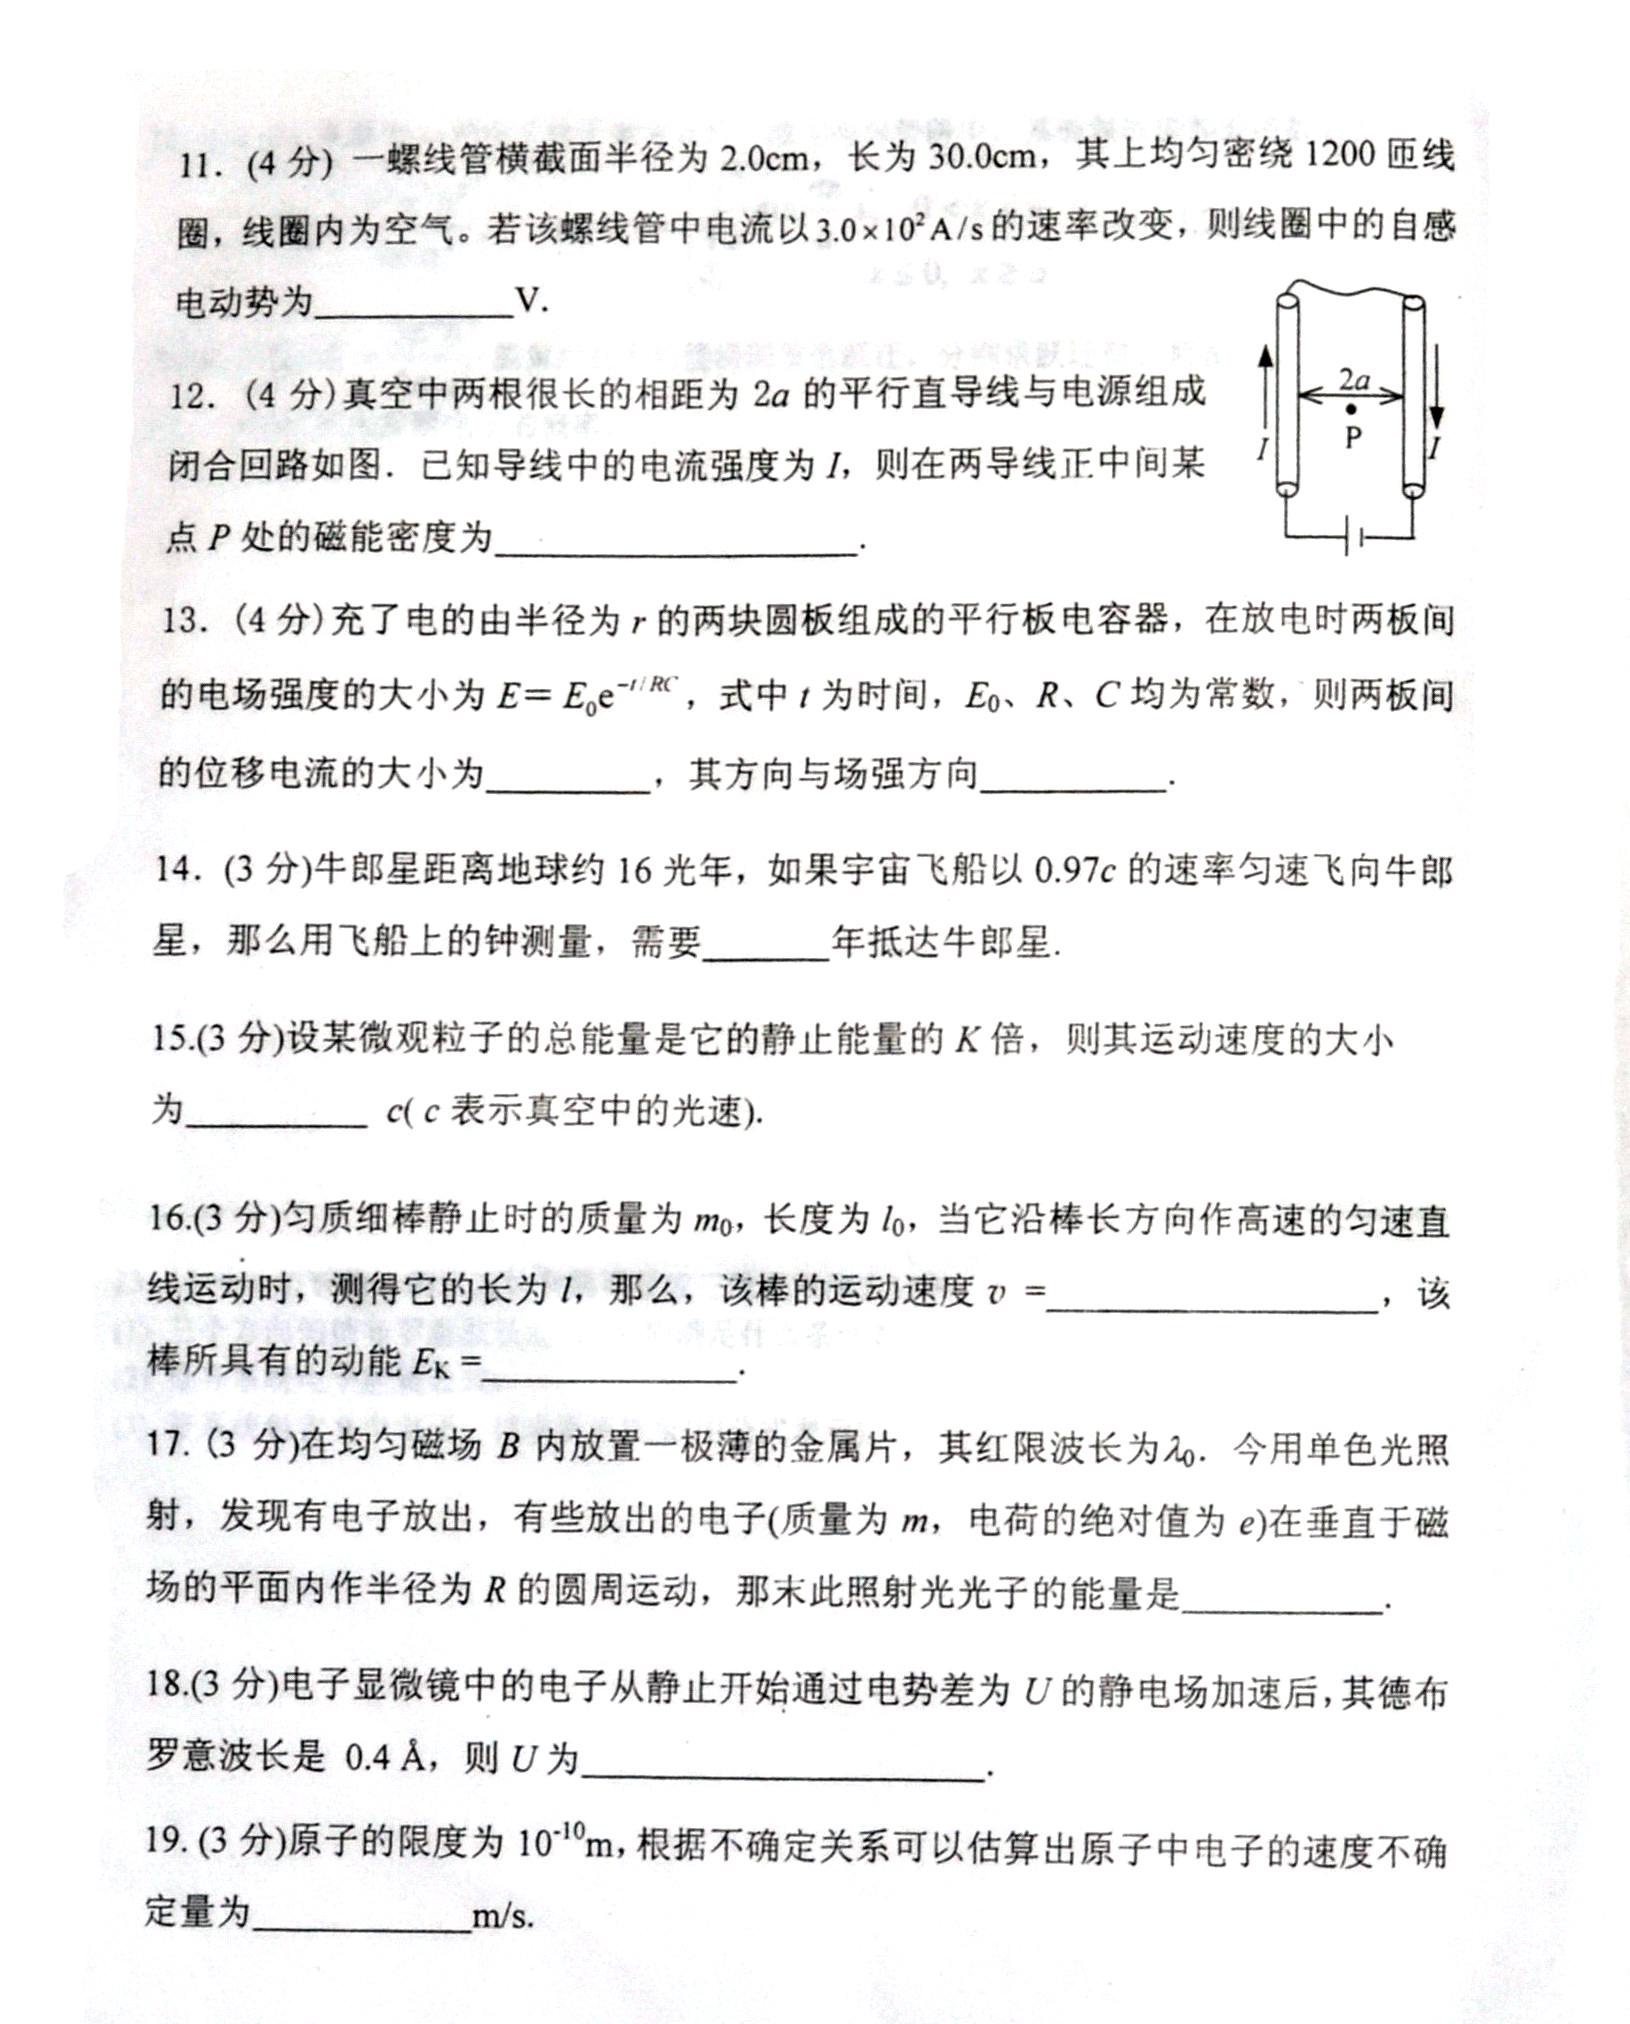 11. (4 分) 一螺线管横截面半径为 2.0cm，长为 30.0cm，其上均匀密绕 1200 匝线
圈，线圈内为空气。若该螺线管中电流以3.0×10²A/s的速率改变，则线圈中的自感
电动势为__________V.
12. (4 分)真空中两根很长的相距为 2a 的平行直导线与电源组成
闭合回路如图．已知导线中的电流强度为 I，则在两导线正中间某
点 P 处的磁能密度为__________________.
I
2a
P
I
13. (4 分)充了电的由半径为 r 的两块圆板组成的平行板电容器，在放电时两板间
的电场强度的大小为 E= E₀e^{-t/RC}，式中 t 为时间，E₀、R、C 均为常数，则两板间
的位移电流的大小为________，其方向与场强方向_________.
14. (3 分)牛郎星距离地球约 16 光年，如果宇宙飞船以 0.97c 的速率匀速飞向牛郎
星，那么用飞船上的钟测量，需要______年抵达牛郎星.
15.(3 分)设某微观粒子的总能量是它的静止能量的 K 倍，则其运动速度的大小
为_________ c( c 表示真空中的光速).
16.(3 分)匀质细棒静止时的质量为 m₀，长度为 l₀，当它沿棒长方向作高速的匀速直
线运动时，测得它的长为 l，那么，该棒的运动速度 v =________________，该
棒所具有的动能 E_K =____________.
17. (3 分)在均匀磁场 B 内放置一极薄的金属片，其红限波长为λ₀．今用单色光照
射，发现有电子放出，有些放出的电子(质量为 m，电荷的绝对值为 e)在垂直于磁
场的平面内作半径为 R 的圆周运动，那末此照射光光子的能量是__________.
18.(3 分)电子显微镜中的电子从静止开始通过电势差为 U 的静电场加速后，其德布
罗意波长是 0.4 Å，则 U 为____________________.
19. (3 分)原子的限度为 10⁻¹⁰m，根据不确定关系可以估算出原子中电子的速度不确
定量为___________m/s.